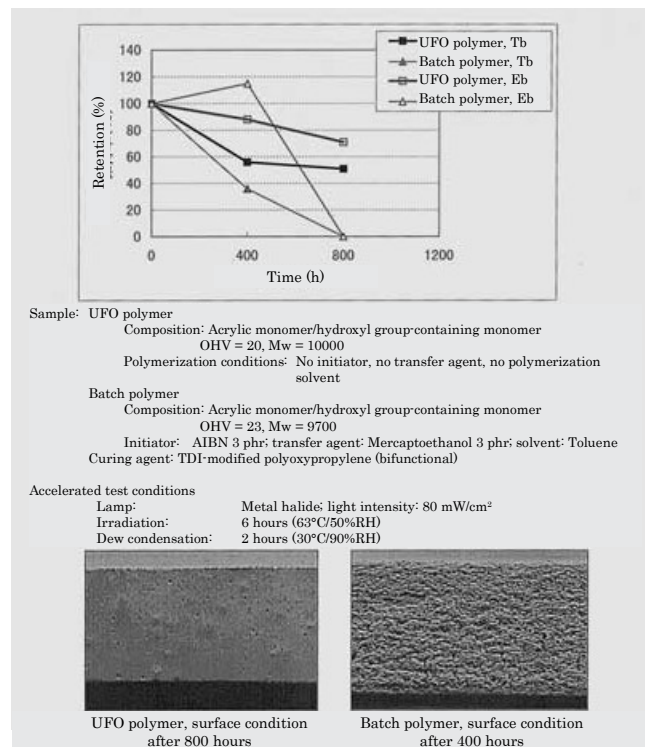 140
120
100
80
60
40
20
0
Retention (%)
0 400 800 1200
Time (h)
UFO polymer, Tb
Batch polymer, Tb
UFO polymer, Eb
Batch polymer, Eb
Sample: UFO polymer
Composition: Acrylic monomer/hydroxyl group-containing monomer
OHV = 20, Mw = 10000
Polymerization conditions: No initiator, no transfer agent, no polymerization
solvent
Batch polymer
Composition: Acrylic monomer/hydroxyl group-containing monomer
OHV = 23, Mw = 9700
Initiator: AIBN 3 phr; transfer agent: Mercaptoethanol 3 phr; solvent: Toluene
Curing agent: TDI-modified polyoxypropylene (bifunctional)
Accelerated test conditions
Lamp: Metal halide; light intensity: 80 mW/cm²
Irradiation: 6 hours (63°C/50%RH)
Dew condensation: 2 hours (30°C/90%RH)
UFO polymer, surface condition
after 800 hours
Batch polymer, surface condition
after 400 hours